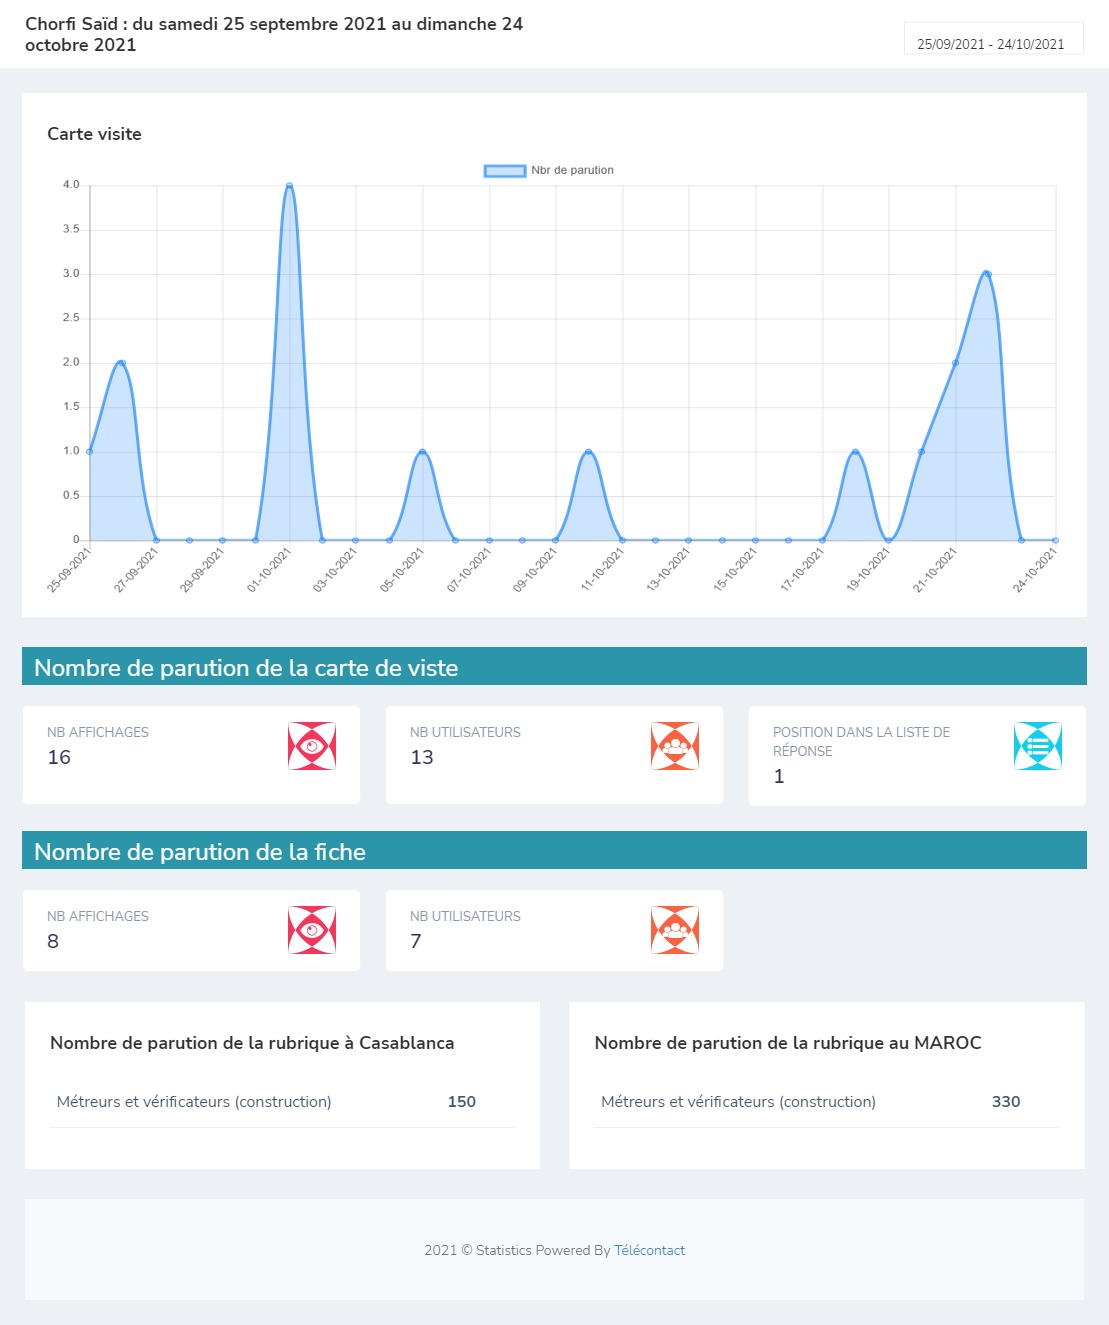 Chorfi Saïd : du samedi 25 septembre 2021 au dimanche 24
octobre 2021
25/09/2021 - 24/10/2021
Carte visite
Nbr de parution
4.0
3.5
3.0
2.5
2.0
1.5
1.0
0.5
0
25-09-2021
27-09-2021
29-09-2021
01-10-2021
03-10-2021
05-10-2021
07-10-2021
09-10-2021
11-10-2021
13-10-2021
15-10-2021
17-10-2021
19-10-2021
21-10-2021
24-10-2021
Nombre de parution de la carte de viste
NB AFFICHAGES
16
NB UTILISATEURS
13
POSITION DANS LA LISTE DE
RÉPONSE
1
Nombre de parution de la fiche
NB AFFICHAGES
8
NB UTILISATEURS
7
Nombre de parution de la rubrique à Casablanca
Métreurs et vérificateurs (construction) 150
Nombre de parution de la rubrique au MAROC
Métreurs et vérificateurs (construction) 330
2021 © Statistics Powered By Télécontact